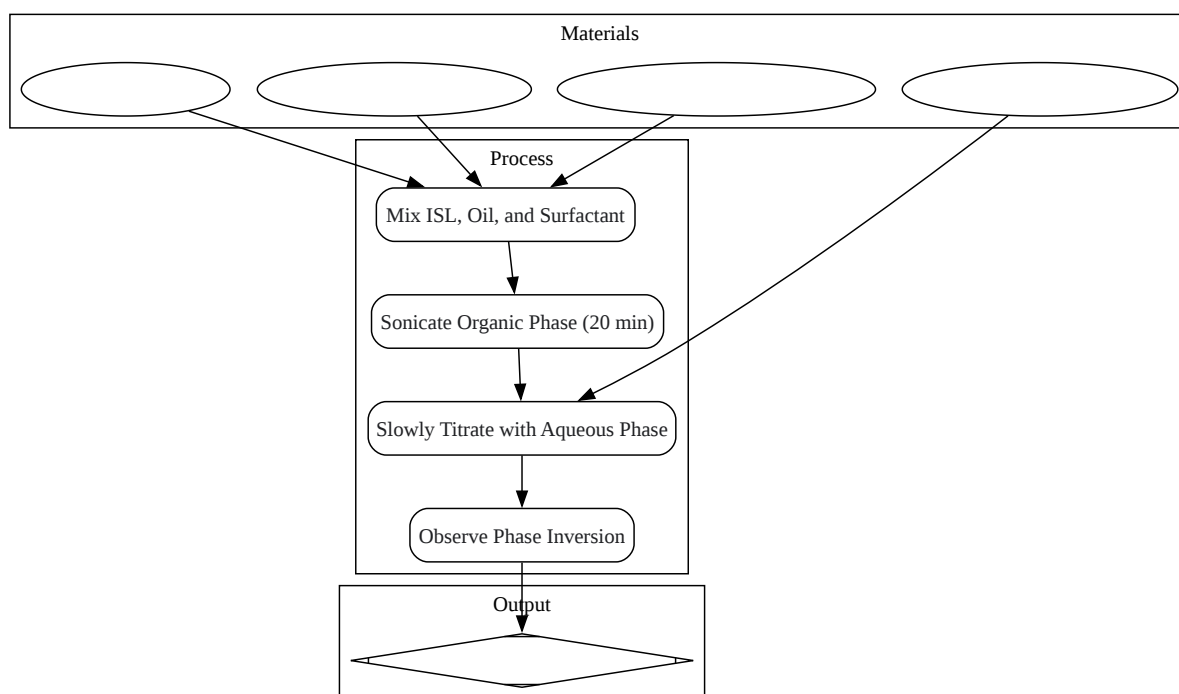 Materials
Process
Mix ISL, Oil, and Surfactant
Sonicate Organic Phase (20 min)
Slowly Titrate with Aqueous Phase
Observe Phase Inversion
Output